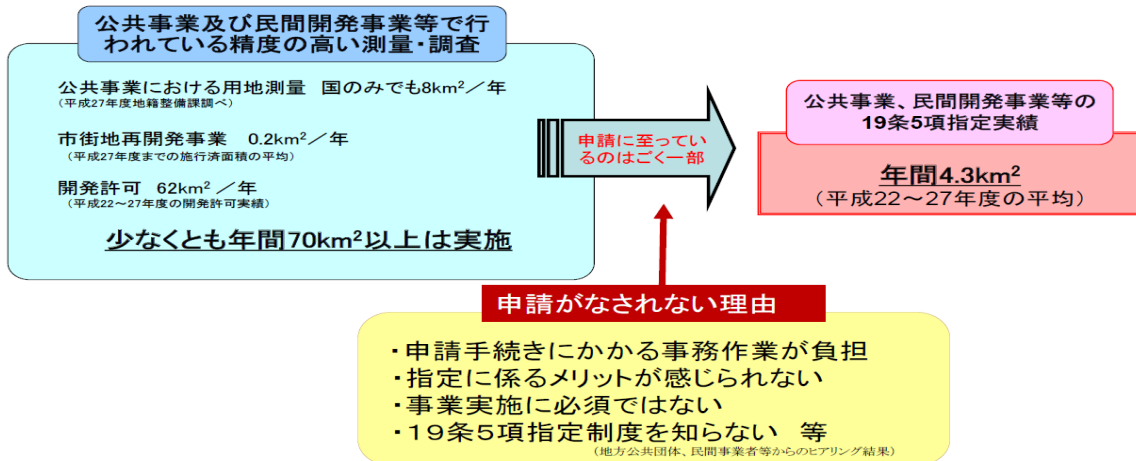 公共事業及び民間開発事業等で行
われている精度の高い測量・調査
公共事業における用地測量 国のみでも8km²／年
(平成27年度地籍整備課調べ)
市街地再開発事業 0.2km²／年
(平成27年度までの施行済面積の平均)
開発許可 62km² ／年
(平成22～27年度の開発許可実績)
少なくとも年間70km²以上は実施
申請に至ってい
るのはごく一部
公共事業、民間開発事業等の
19条5項指定実績
年間4.3km²
(平成22～27年度の平均)
申請がなされない理由
・申請手続きにかかる事務作業が負担
・指定に係るメリットが感じられない
・事業実施に必須ではない
・19条5項指定制度を知らない 等
(地方公共団体、民間事業者等からのヒアリング結果)